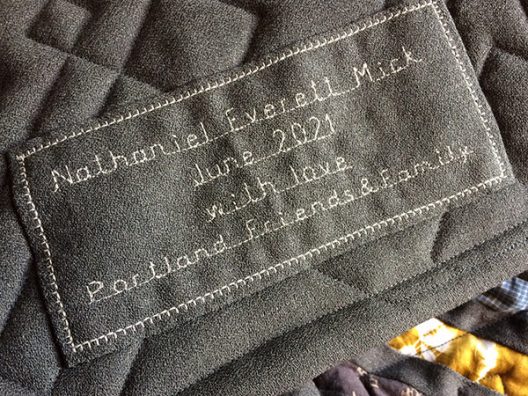 Nathaniel Everett Mick
June 2021
with love
Portland Friends & Family